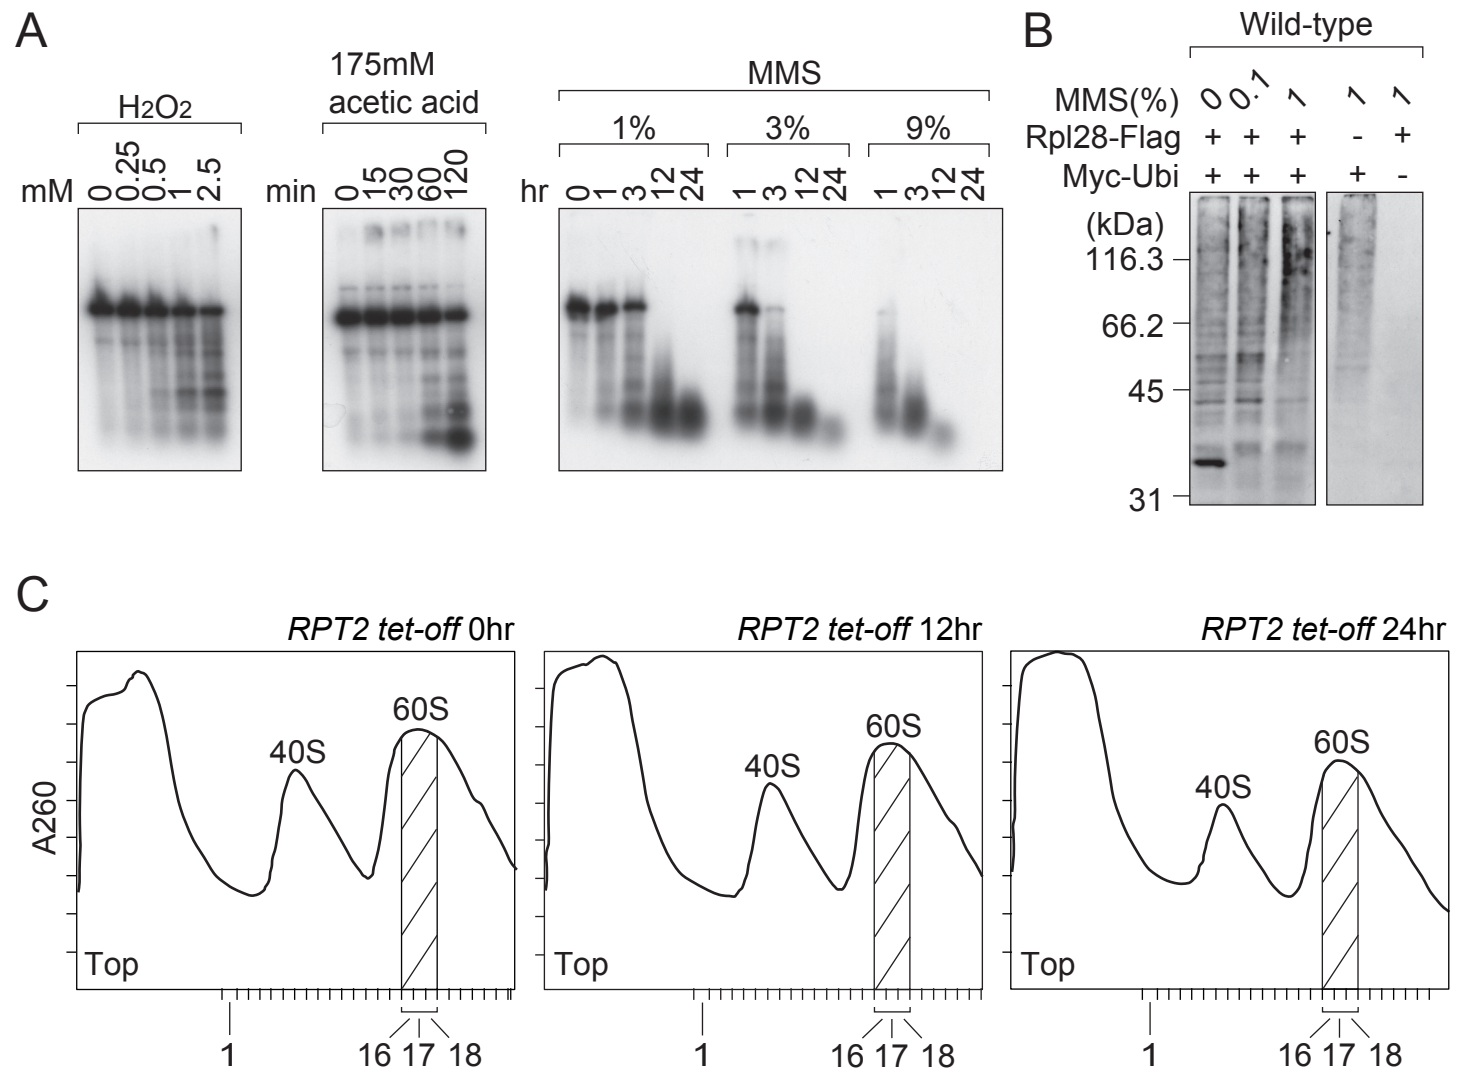 A
H2O2
mM 0 0.25 0.5 1 2.5
175mM
acetic acid
min 0 15 30 60 120
MMS
1% 3% 9%
hr 0 1 3 12 24 1 3 12 24 1 3 12 24
B
Wild-type
MMS(%) 0 0.1 1 1 1
Rpl28-Flag + + + - +
Myc-Ubi + + + + -
(kDa)
116.3
66.2
45
31
C
RPT2 tet-off 0hr
A260
40S
60S
Top
1
16 17 18
RPT2 tet-off 12hr
40S
60S
Top
1
16 17 18
RPT2 tet-off 24hr
40S
60S
Top
1
16 17 18